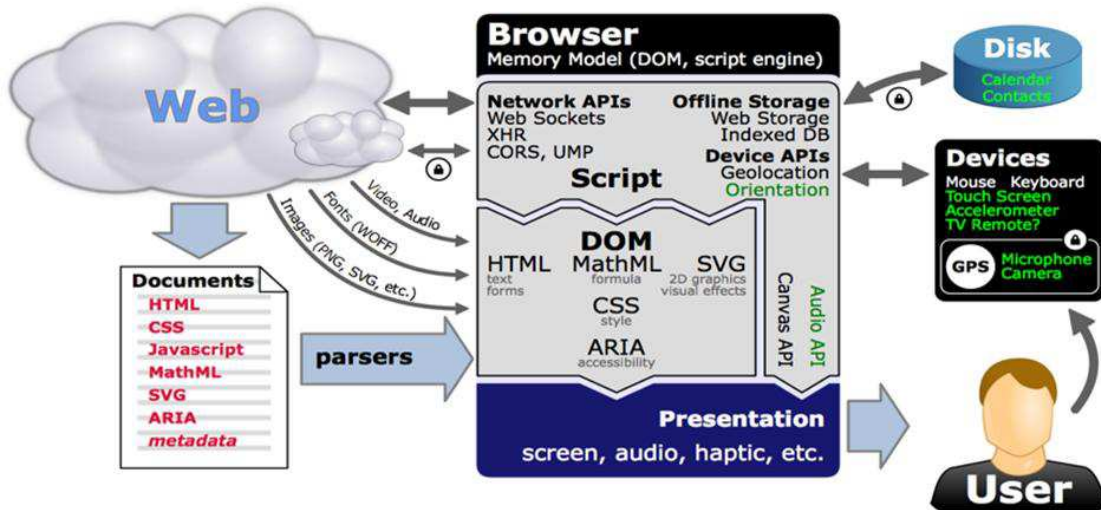 Web
Video, Audio
Fonts (WOFF)
Images (PNG, SVG, etc.)
Documents
HTML
CSS
Javascript
MathML
SVG
ARIA
metadata
parsers
Browser
Memory Model (DOM, script engine)
Network APIs
Web Sockets
XHR
CORS, UMP
Offline Storage
Web Storage
Indexed DB
Device APIs
Geolocation
Orientation
Script
DOM
HTML
text
forms
MathML
formula
SVG
2D graphics
visual effects
CSS
style
ARIA
accessibility
Canvas API
Audio API
Presentation
screen, audio, haptic, etc.
Disk
Calendar
Contacts
Devices
Mouse Keyboard
Touch Screen
Accelerometer
TV Remote?
GPS
Microphone
Camera
User